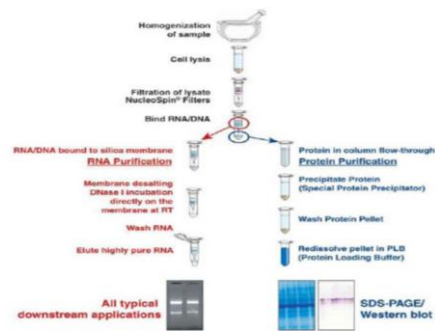 Homogenization
of sample
Cell lysis
Filtration of lysate
NucleoSpin® Filters
Bind RNA/DNA
RNA/DNA bound to silica membrane
RNA Purification
Membrane desalting
DNase I incubation
directly on the
membrane at RT
Wash RNA
Elute highly pure RNA
All typical
downstream applications
Protein in column flow-through
Protein Purification
Precipitate Protein
(Special Protein Precipitator)
Wash Protein Pellet
Redissolve pellet in PLB
(Protein Loading Buffer)
SDS-PAGE/
Western blot